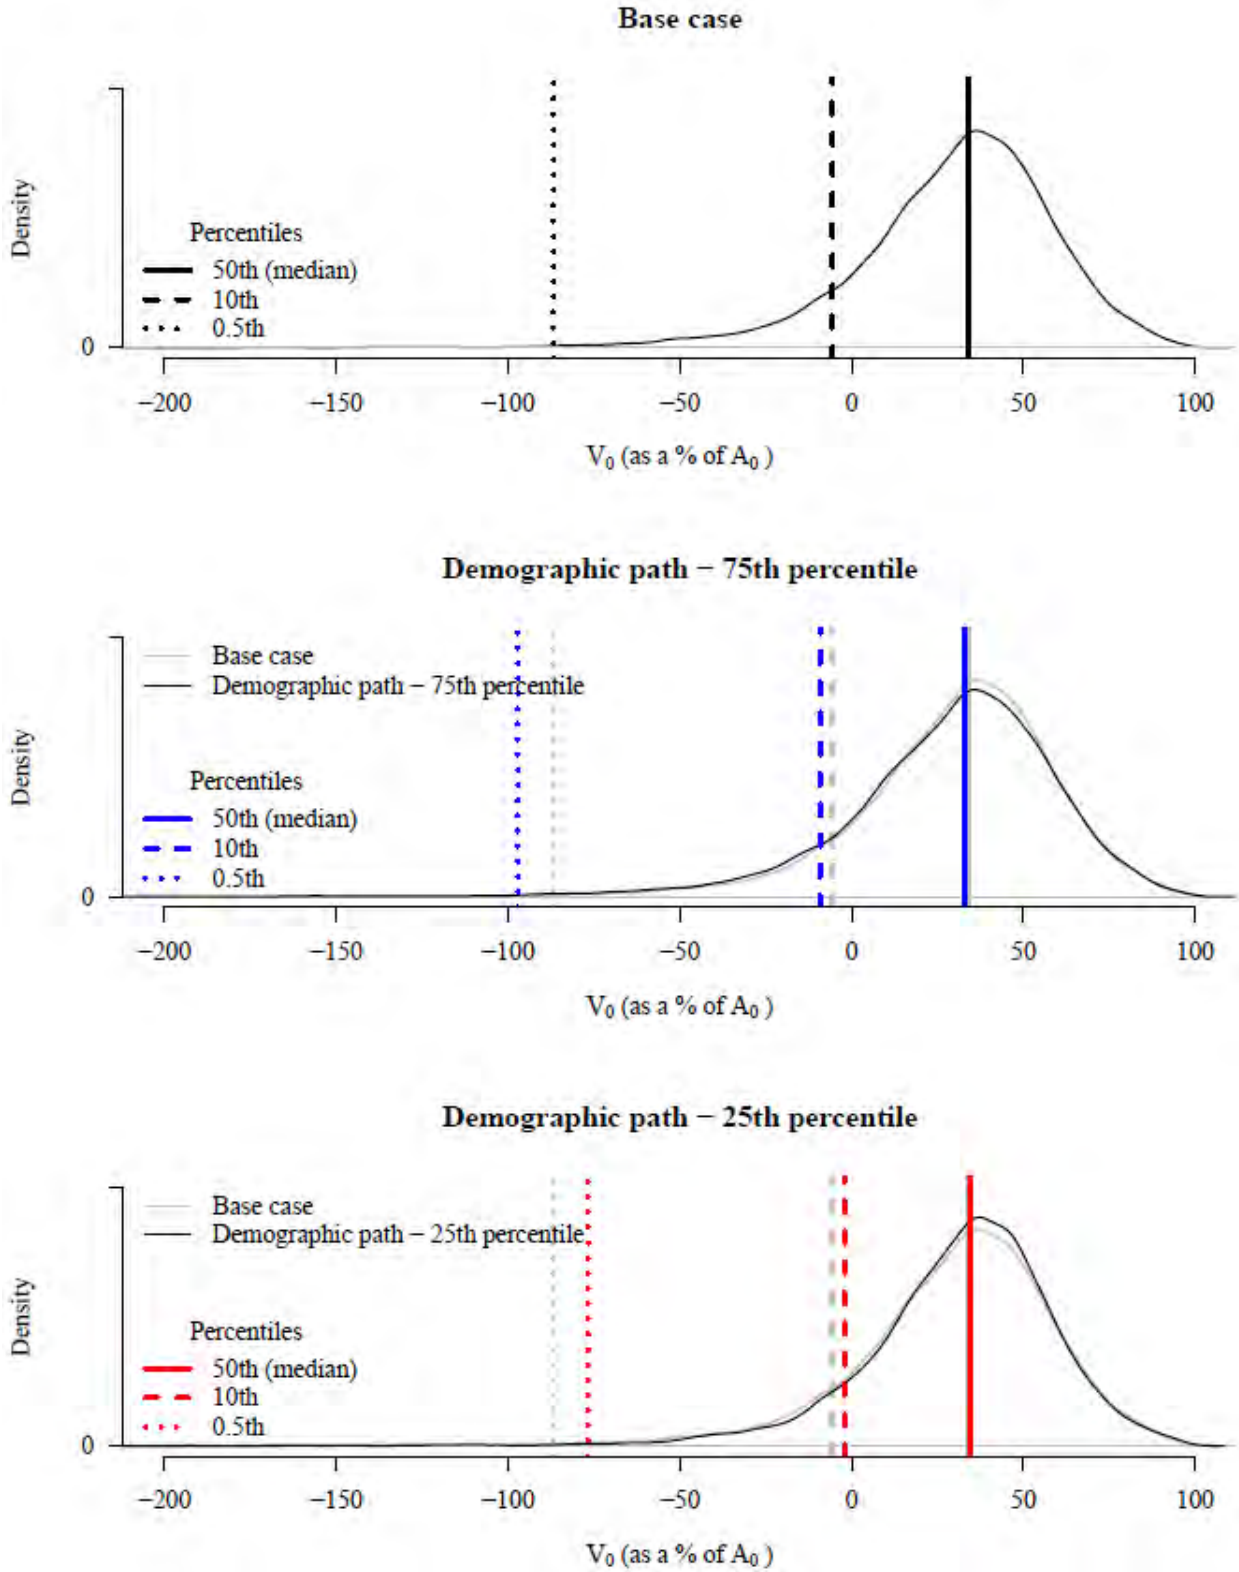 Base case
Density
Percentiles
50th (median)
10th
0.5th
0
−200 −150 −100 −50 0 50 100
V₀ (as a % of A₀ )
Demographic path − 75th percentile
Density
Base case
Demographic path − 75th percentile
Percentiles
50th (median)
10th
0.5th
0
−200 −150 −100 −50 0 50 100
V₀ (as a % of A₀ )
Demographic path − 25th percentile
Density
Base case
Demographic path − 25th percentile
Percentiles
50th (median)
10th
0.5th
0
−200 −150 −100 −50 0 50 100
V₀ (as a % of A₀ )